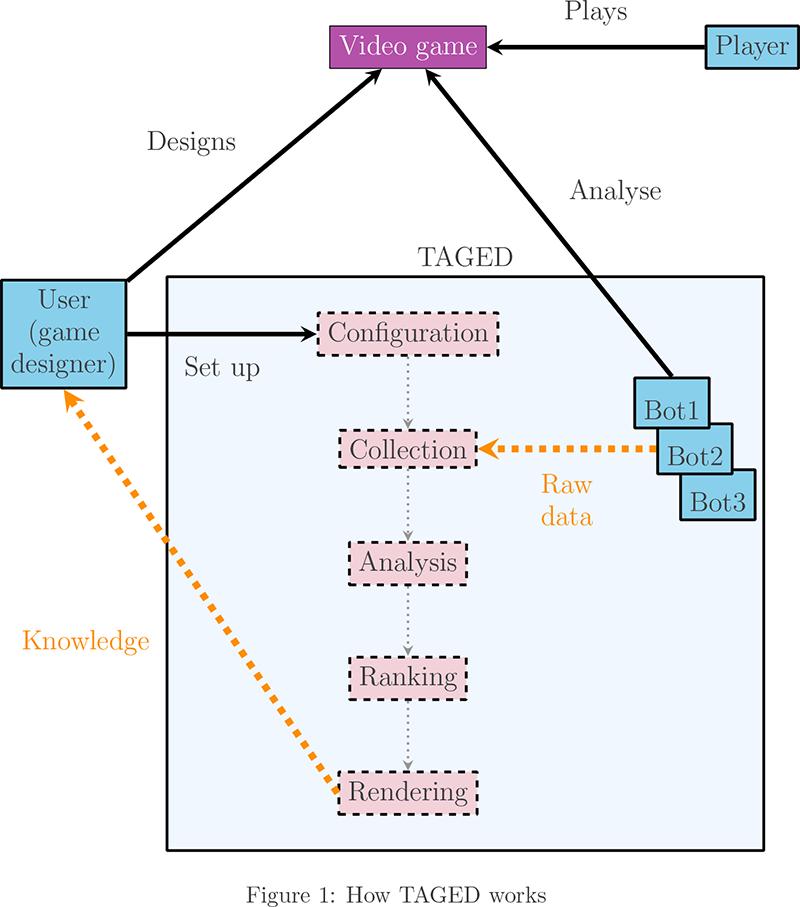 Plays
Video game
Player
Designs
Analyse
TAGED
User
(game
designer)
Configuration
Set up
Bot1
Collection
Bot2
Raw
data
Bot3
Analysis
Knowledge
Ranking
Rendering
Figure 1: How TAGED works